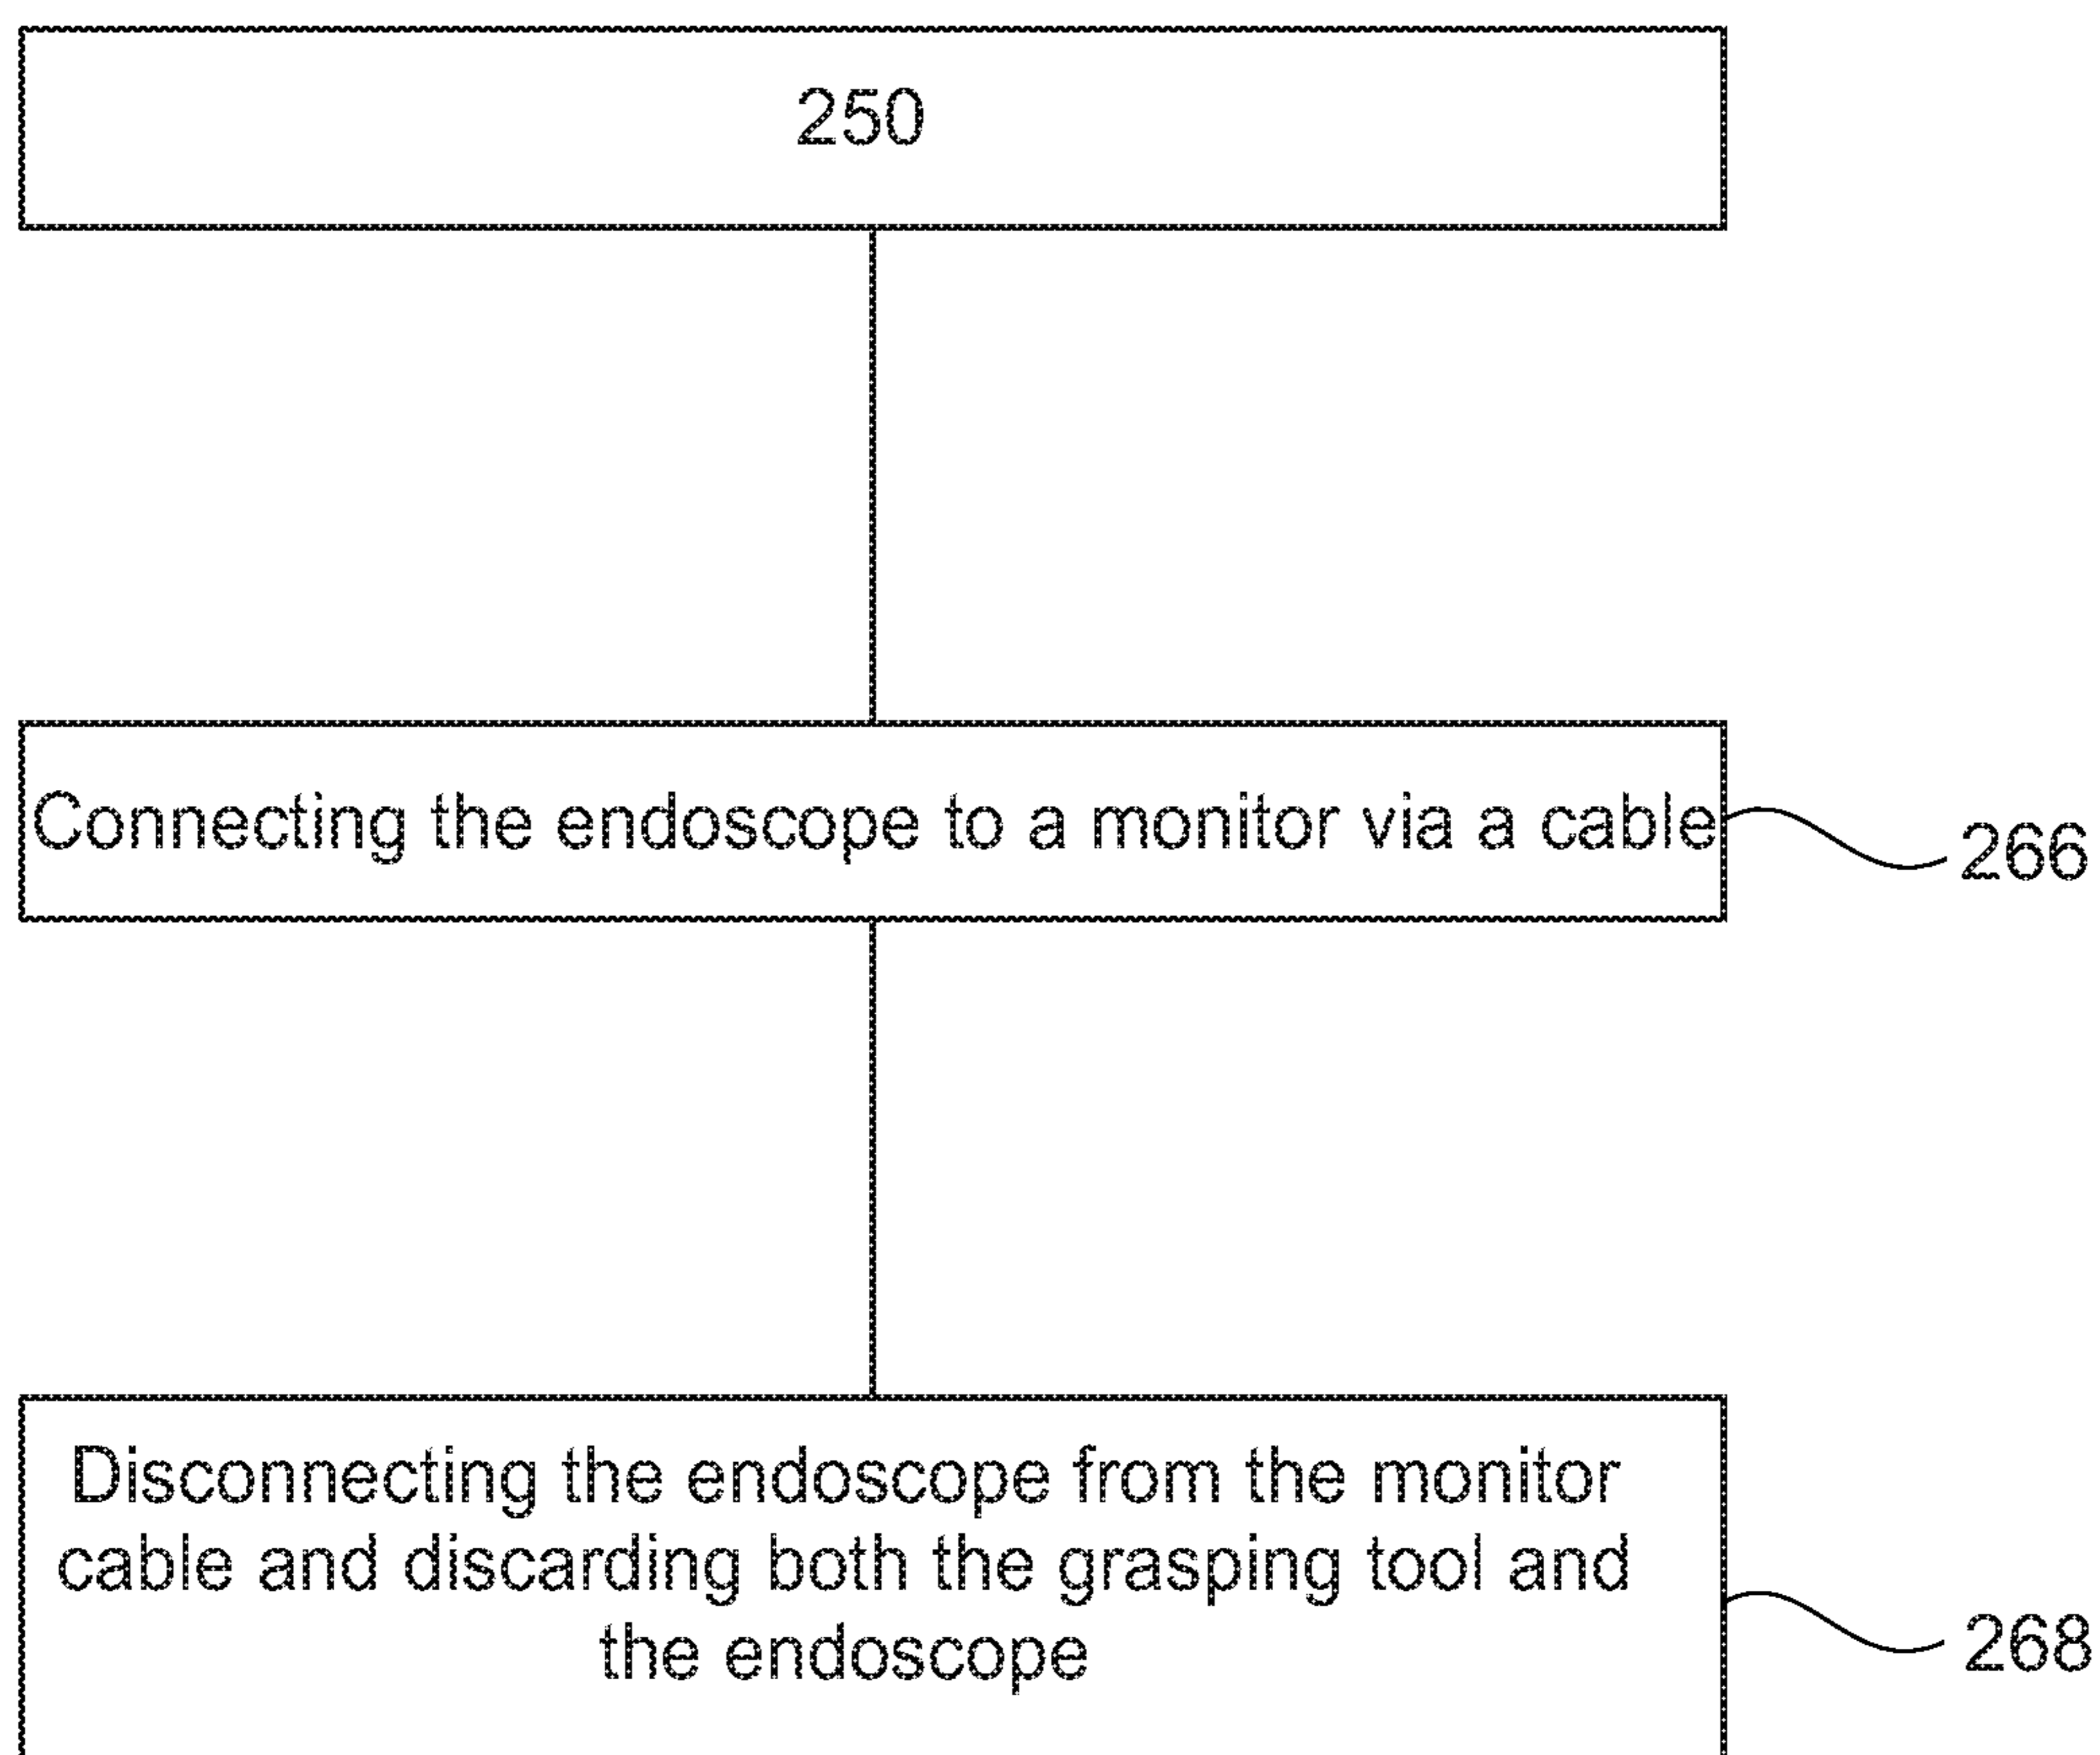 250
Connecting the endoscope to a monitor via a cable
266
Disconnecting the endoscope from the monitor
cable and discarding both the grasping tool and
the endoscope
268